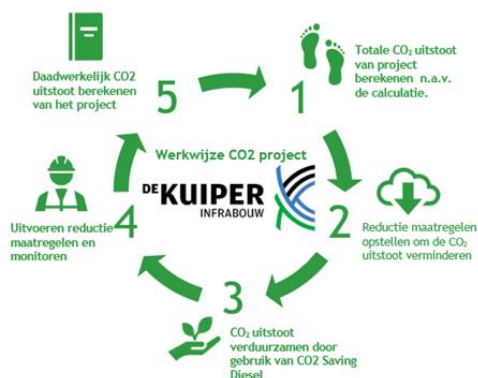 Werkwijze CO2 project
DE KUIPER
INFRABOUW
1
Totale CO₂ uitstoot
van project
berekenen n.a.v.
de calculatie.
2
Reductie maatregelen
opstellen om de CO₂
uitstoot verminderen
3
CO₂ uitstoot
verduurzamen door
gebruik van CO2 Saving
Diesel
4
Uitvoeren reductie
maatregelen en
monitoren
5
Daadwerkelijk CO2
uitstoot berekenen
van het project